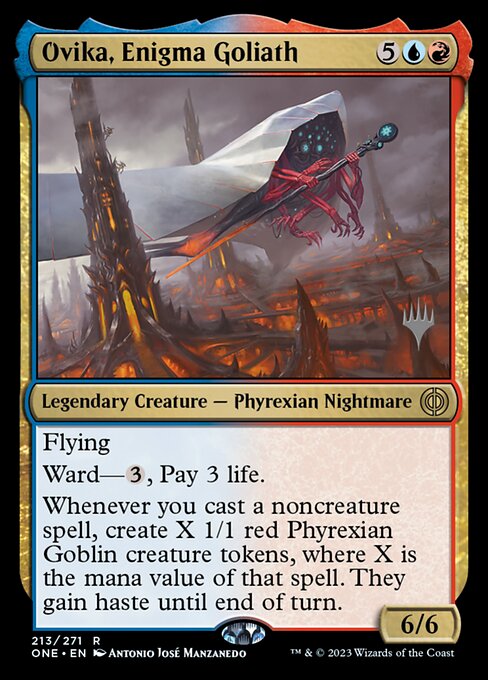 Ovika, Enigma Goliath 5
Legendary Creature — Phyrexian Nightmare
Flying
Ward—3, Pay 3 life.
Whenever you cast a noncreature
spell, create X 1/1 red Phyrexian
Goblin creature tokens, where X is
the mana value of that spell. They
gain haste until end of turn.
6/6
213/271 R
ONE • EN Antonio José Manzanedo
™ & © 2023 Wizards of the Coast